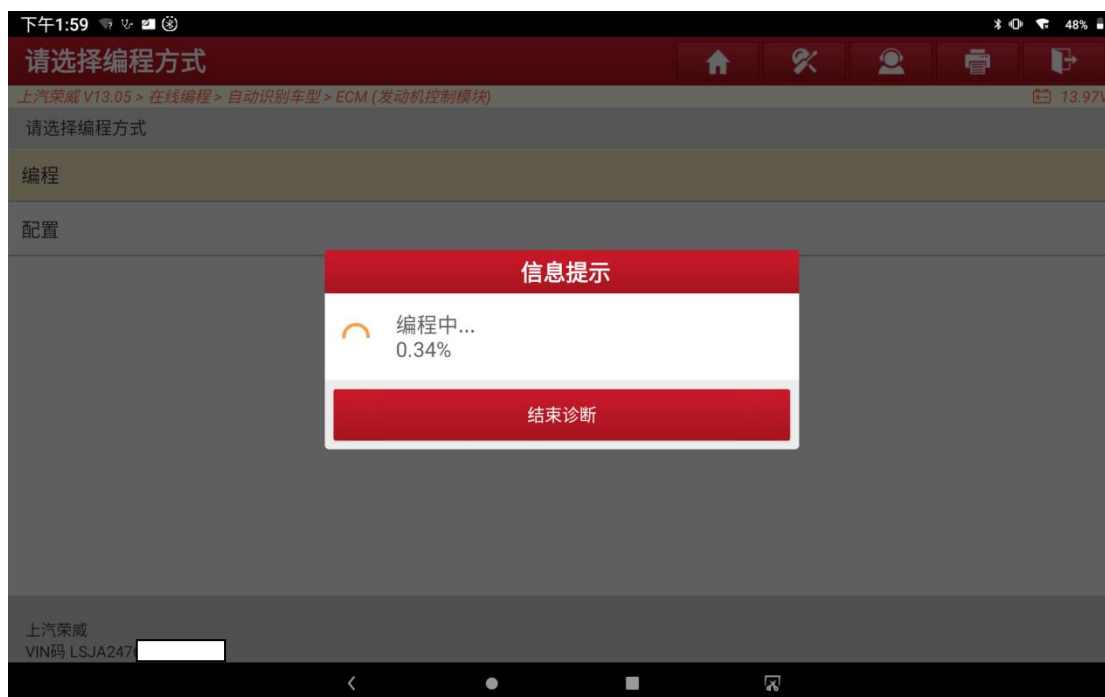 下午1:59
48%
请选择编程方式
上汽荣威 V13.05 > 在线编程 > 自动识别车型 > ECM (发动机控制模块)
13.97V
请选择编程方式
编程
配置
信息提示
编程中...
0.34%
结束诊断
上汽荣威
VIN码 LSJA247